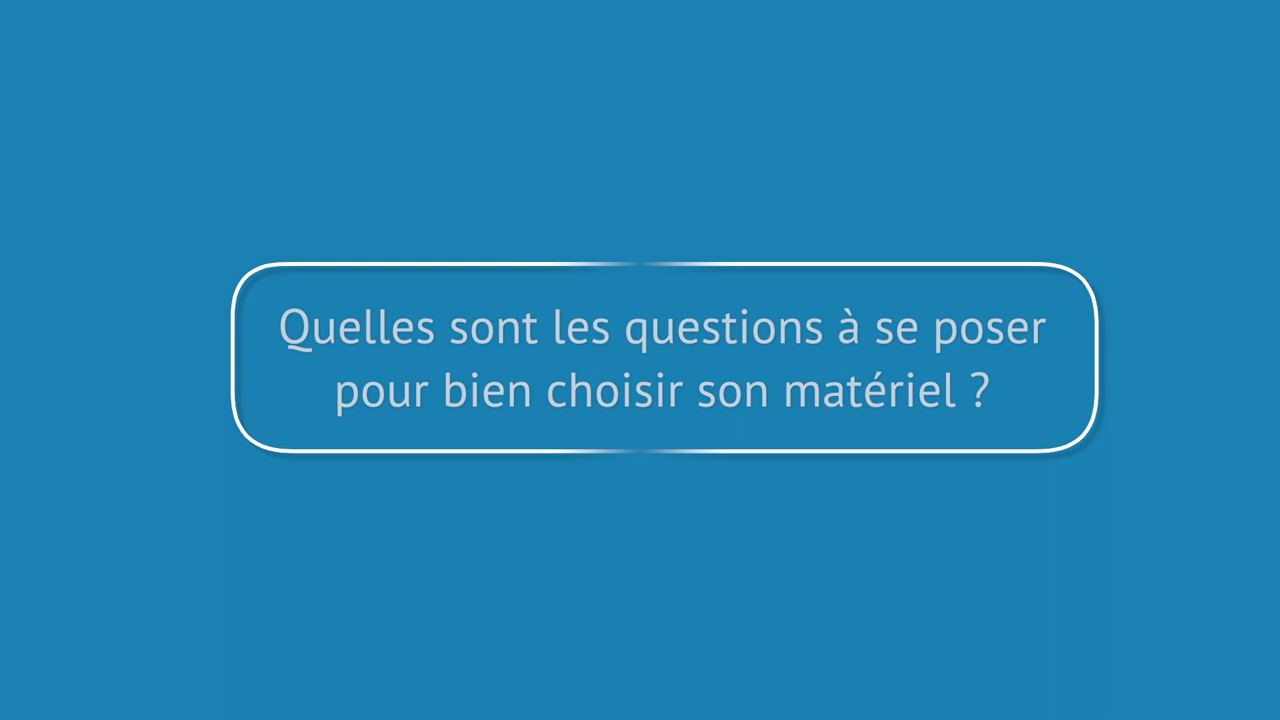 Quelles sont les questions à se poser
pour bien choisir son matériel ?